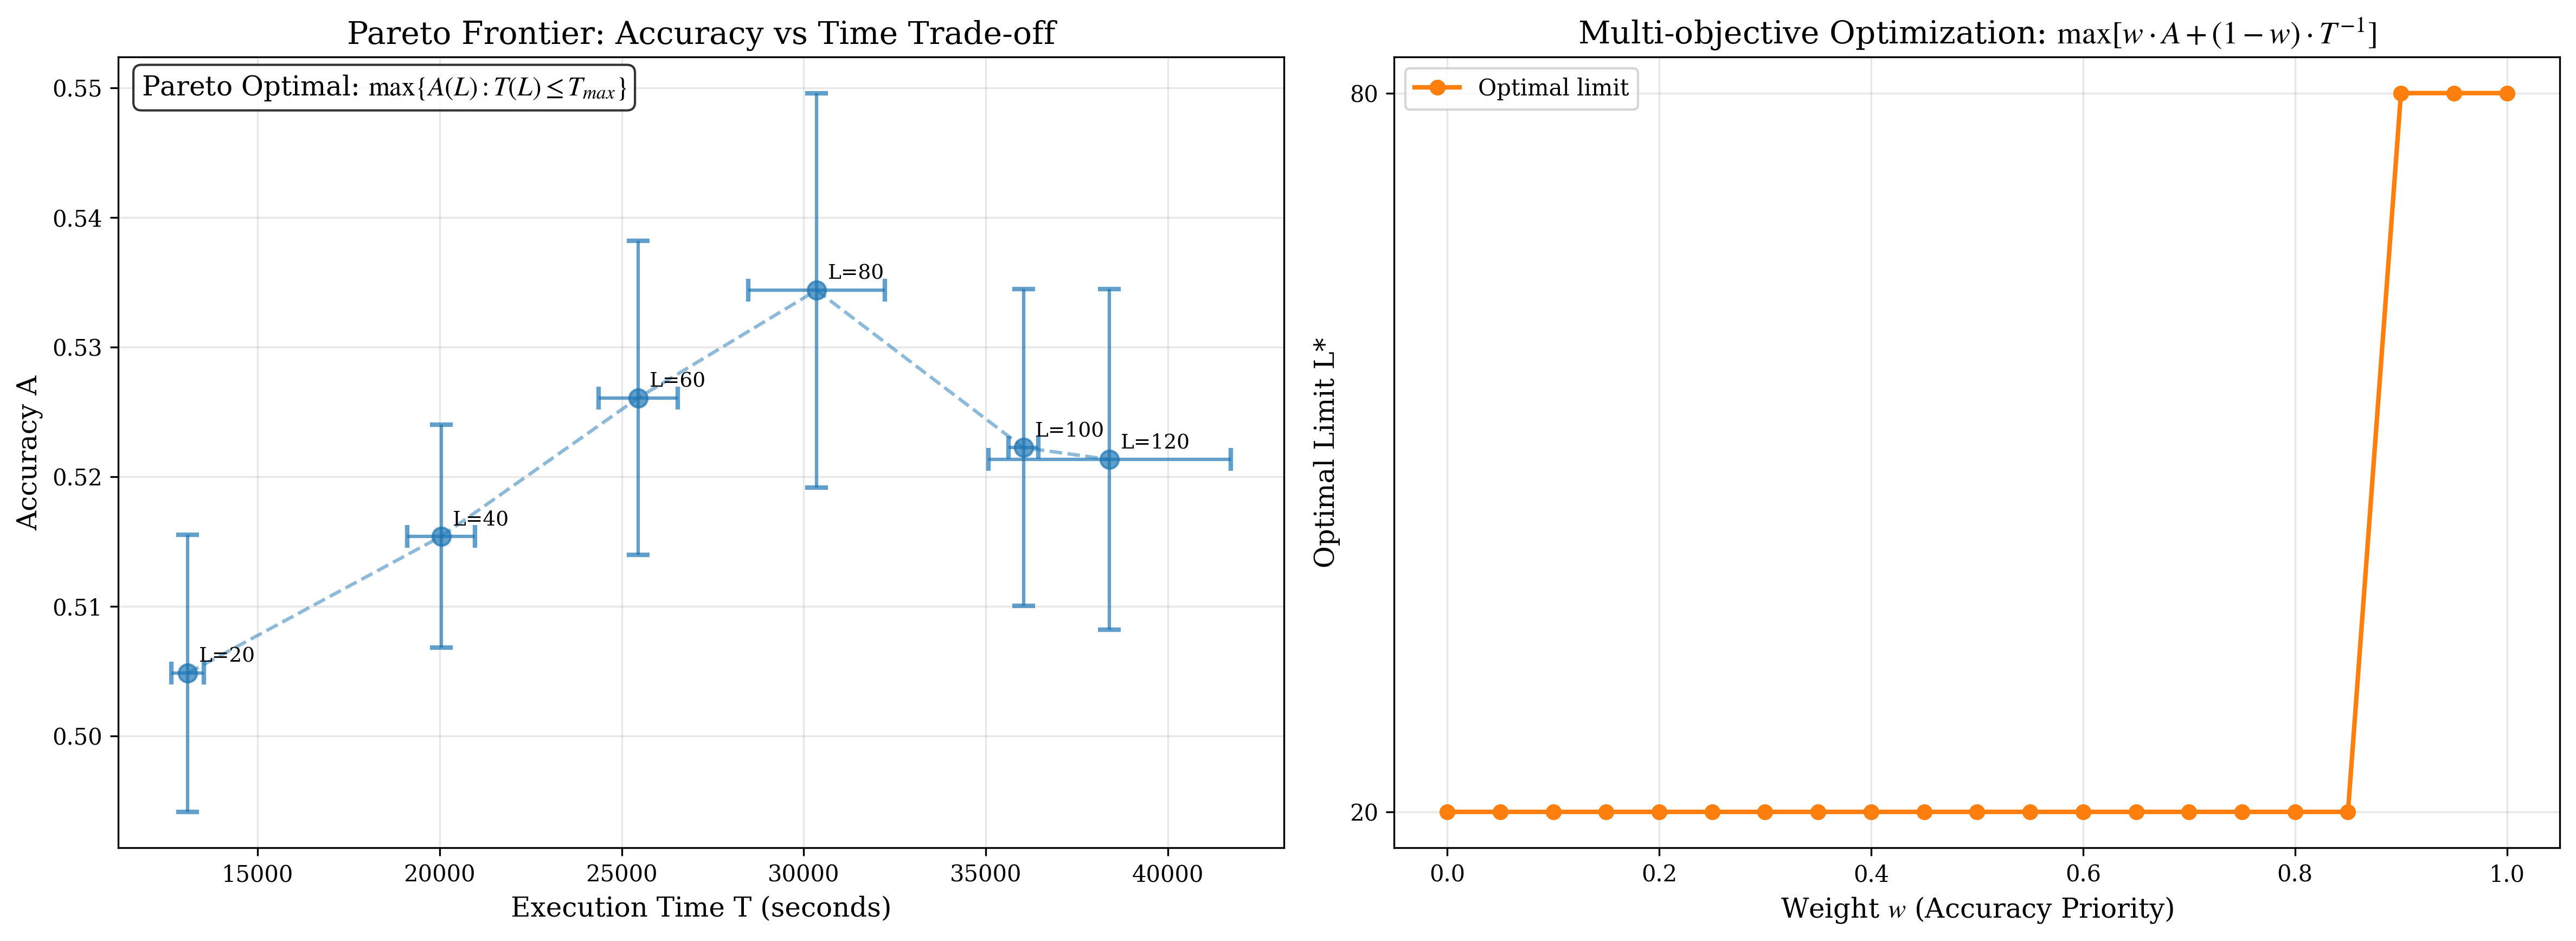 Pareto Frontier: Accuracy vs Time Trade-off
Pareto Optimal: max{A(L) : T(L) ≤ T_max}
0.55
0.54
0.53
0.52
0.51
0.50
Accuracy A
L=20
L=40
L=60
L=80
L=100
L=120
15000 20000 25000 30000 35000 40000
Execution Time T (seconds)
Multi-objective Optimization: max[w · A + (1 − w) · T⁻¹]
Optimal limit
80
20
Optimal Limit L*
0.0 0.2 0.4 0.6 0.8 1.0
Weight w (Accuracy Priority)